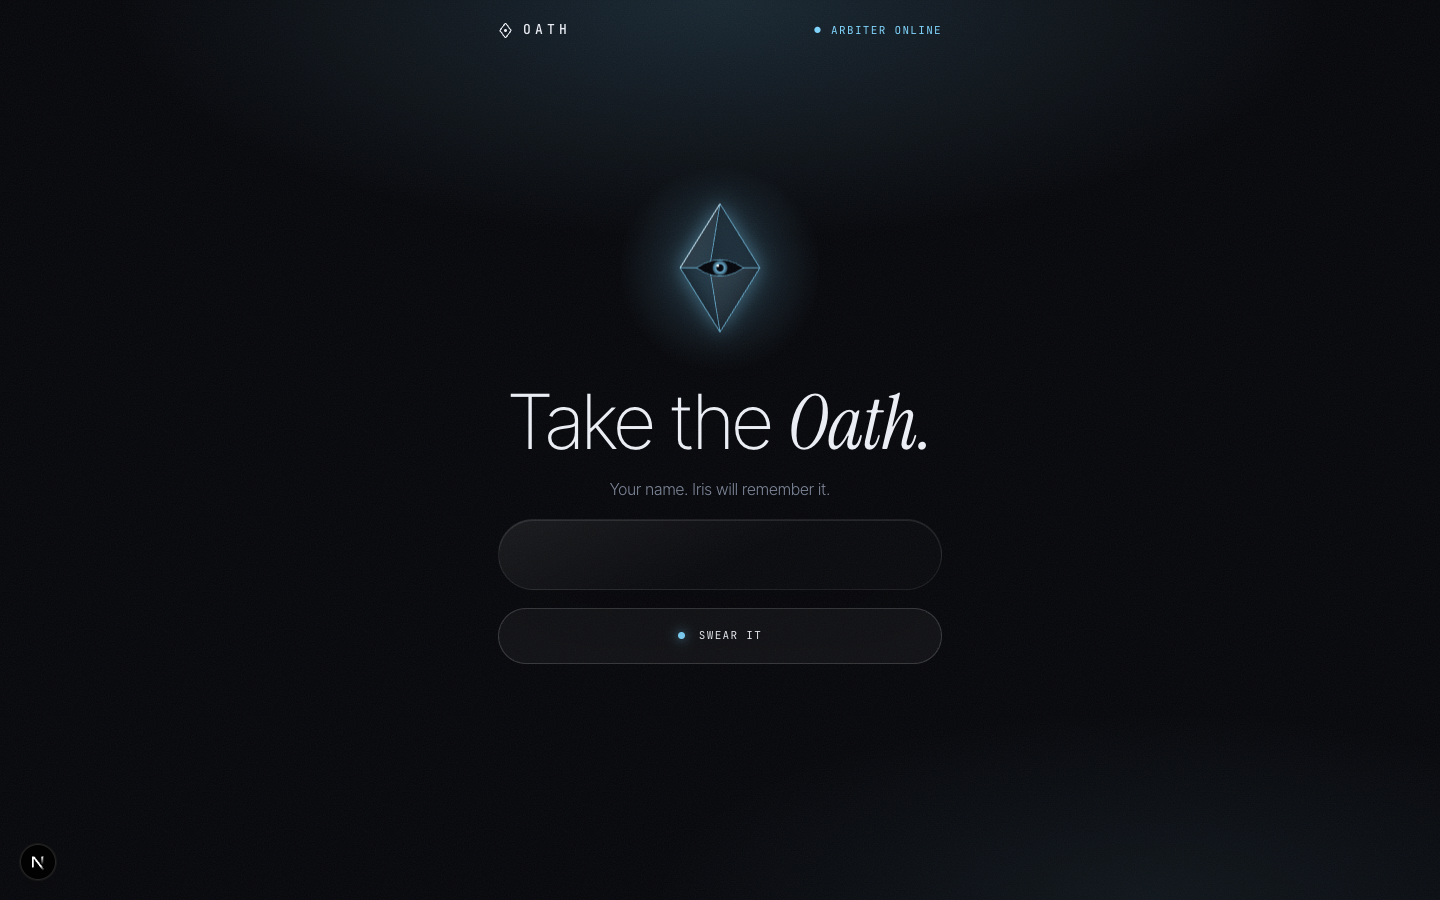 OATH
ARBITER ONLINE
Take the Oath.
Your name. Iris will remember it.
SWEAR IT
N